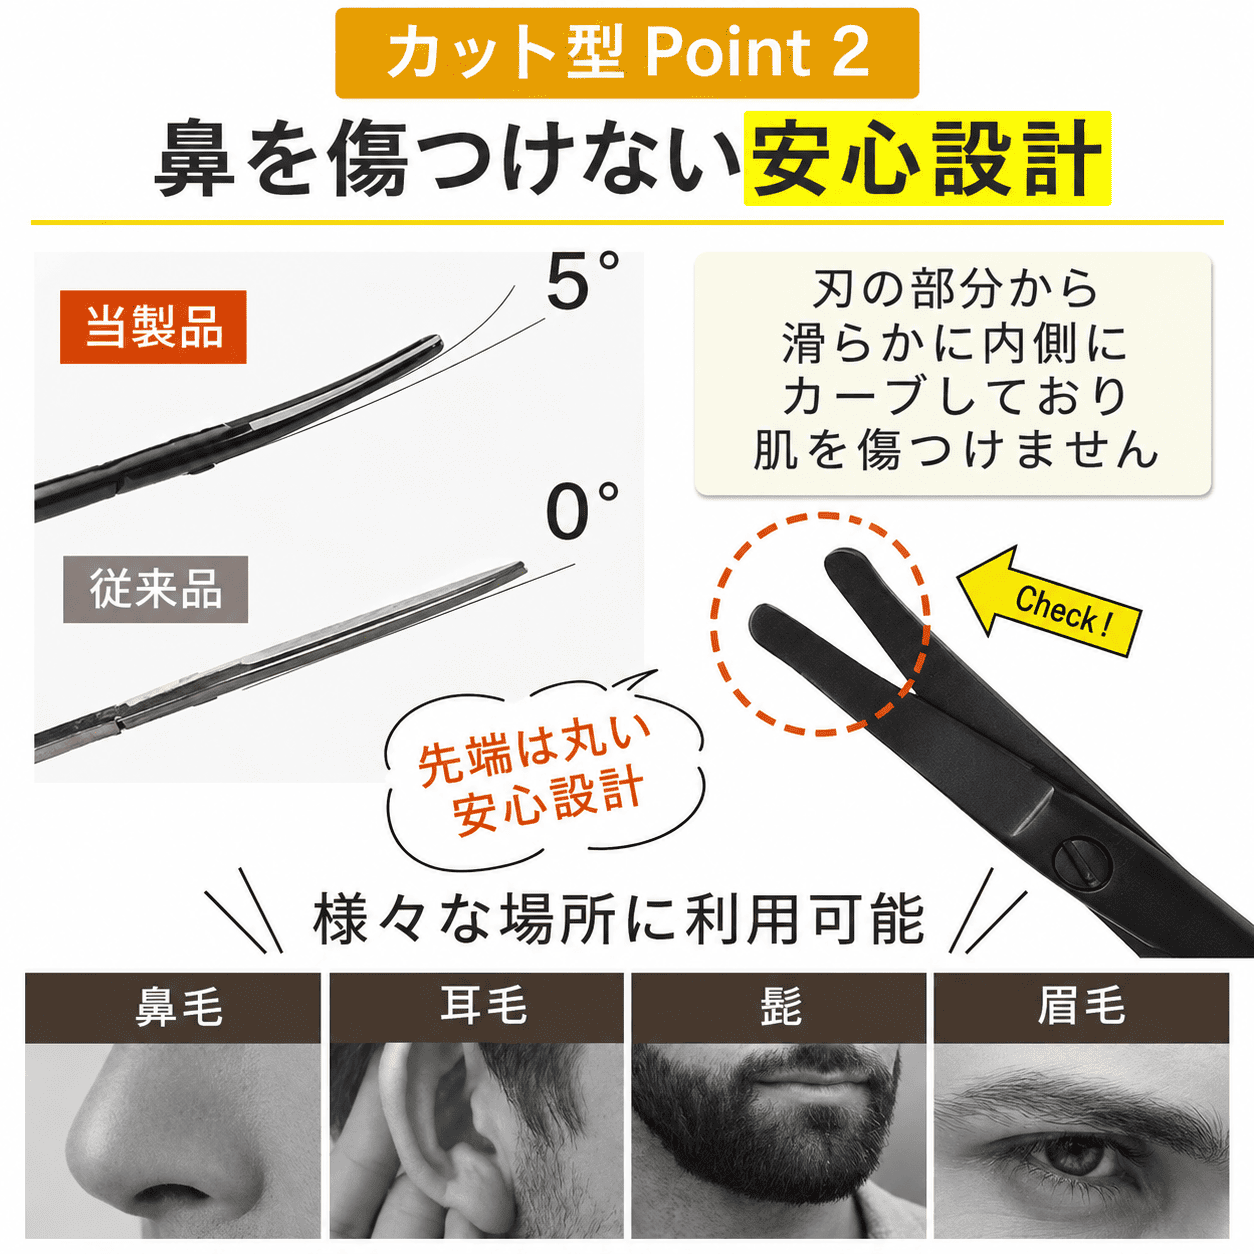 カット型 Point 2
鼻を傷つけない安心設計
当製品
5°
刃の部分から
滑らかに内側に
カーブしており
肌を傷つけません
従来品
0°
Check!
先端は丸い
安心設計
様々な場所に利用可能
鼻毛
耳毛
髭
眉毛